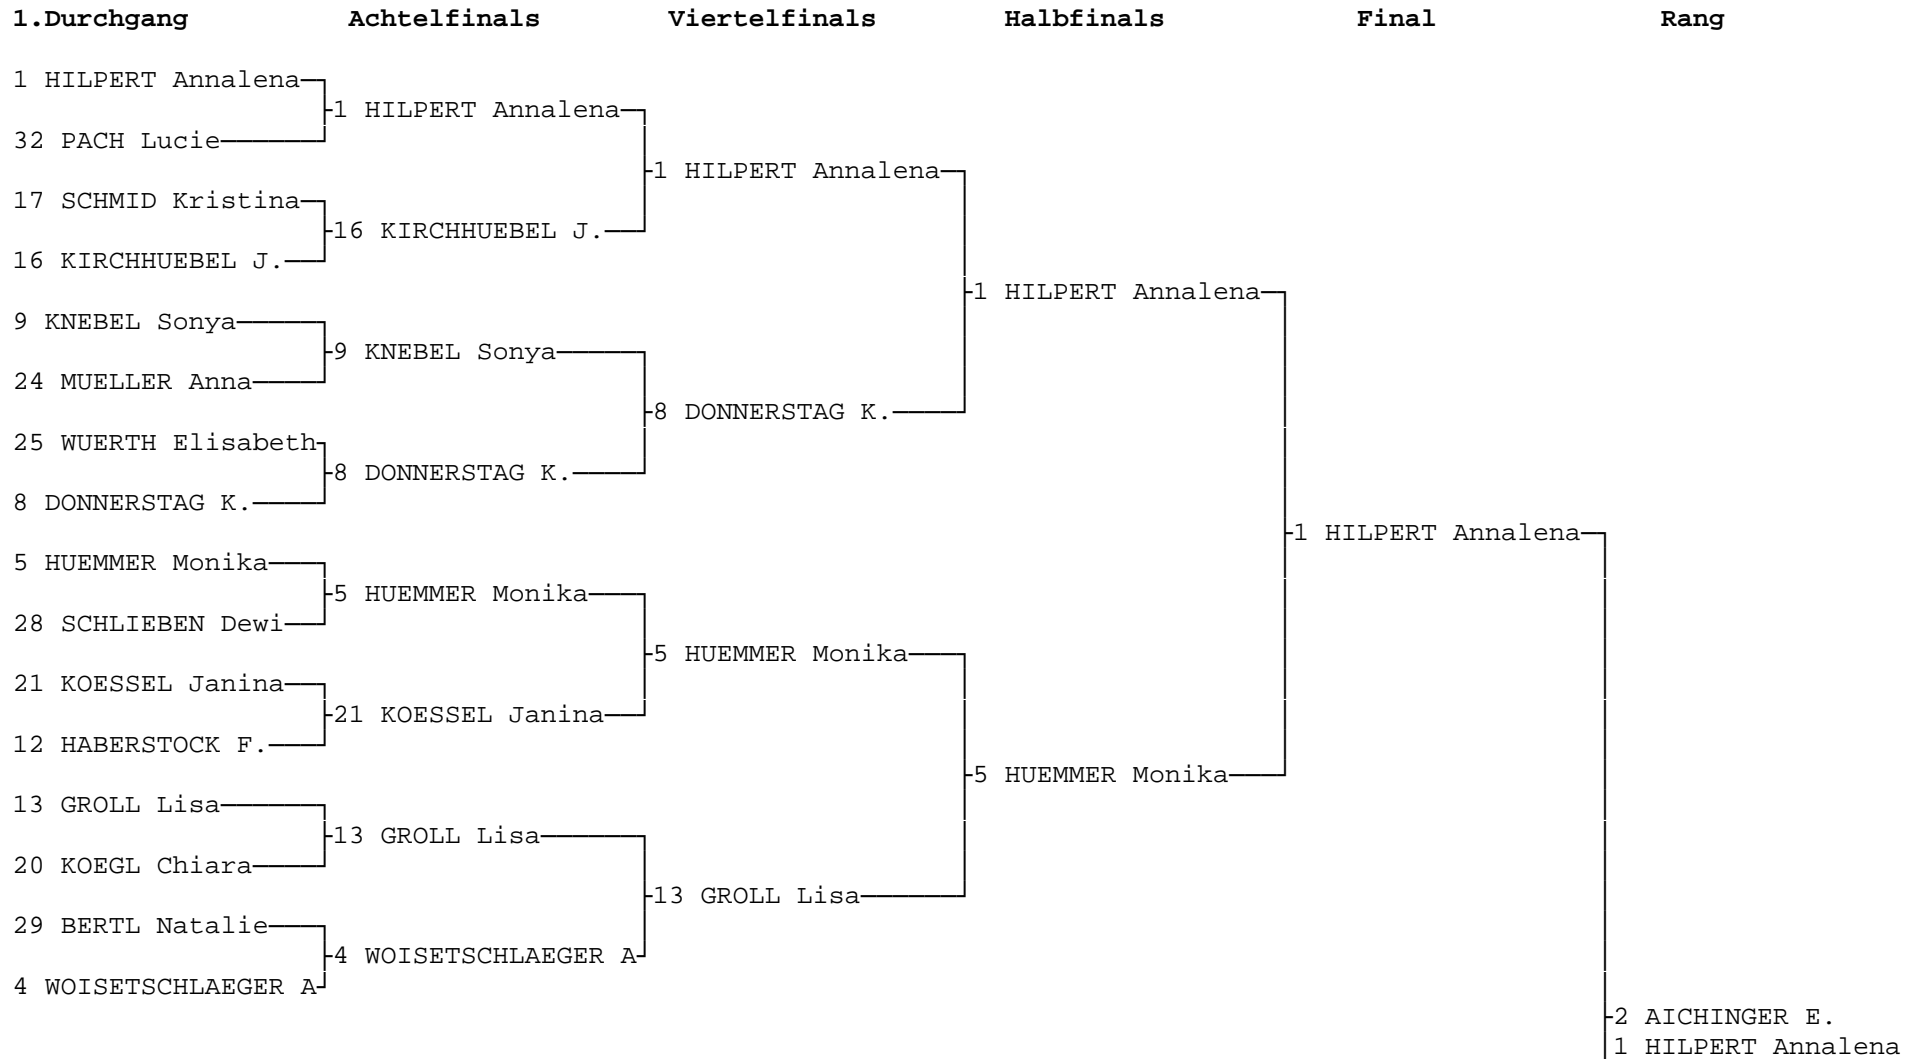 1.Durchgang Achtelfinals Viertelfinals Halbfinals Final Rang
1 HILPERT Annalena
1 HILPERT Annalena
32 PACH Lucie
1 HILPERT Annalena
17 SCHMID Kristina
16 KIRCHHUEBEL J.
16 KIRCHHUEBEL J.
1 HILPERT Annalena
9 KNEBEL Sonya
9 KNEBEL Sonya
24 MUELLER Anna
8 DONNERSTAG K.
25 WUERTH Elisabeth
8 DONNERSTAG K.
8 DONNERSTAG K.
1 HILPERT Annalena
5 HUEMMER Monika
5 HUEMMER Monika
28 SCHLIEBEN Dewi
5 HUEMMER Monika
21 KOESSEL Janina
21 KOESSEL Janina
12 HABERSTOCK F.
5 HUEMMER Monika
13 GROLL Lisa
13 GROLL Lisa
20 KOEGL Chiara
13 GROLL Lisa
29 BERTL Natalie
4 WOISETSCHLAEGER A
4 WOISETSCHLAEGER A
2 AICHINGER E.
1 HILPERT Annalena